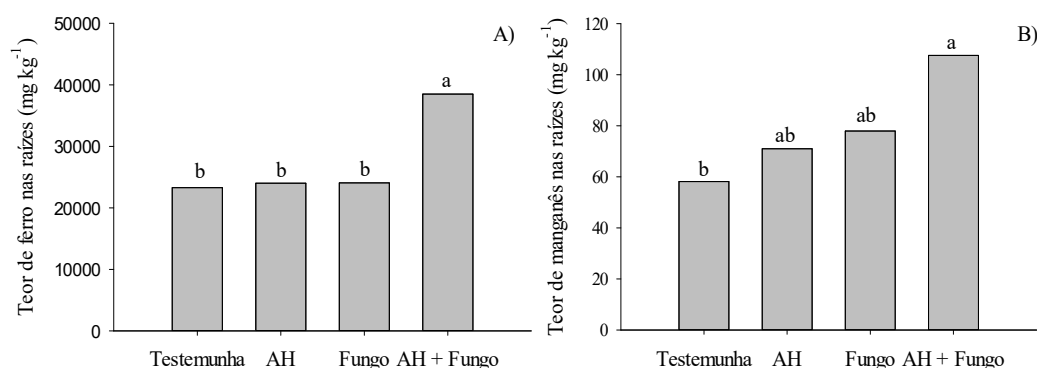 Teor de ferro nas raízes (mg kg-1)
50000
40000
30000
20000
10000
0
A)
b
b
b
a
Testemunha
AH
Fungo
AH + Fungo
Teor de manganês nas raízes (mg kg-1)
120
100
80
60
40
20
0
B)
b
ab
ab
a
Testemunha
AH
Fungo
AH + Fungo